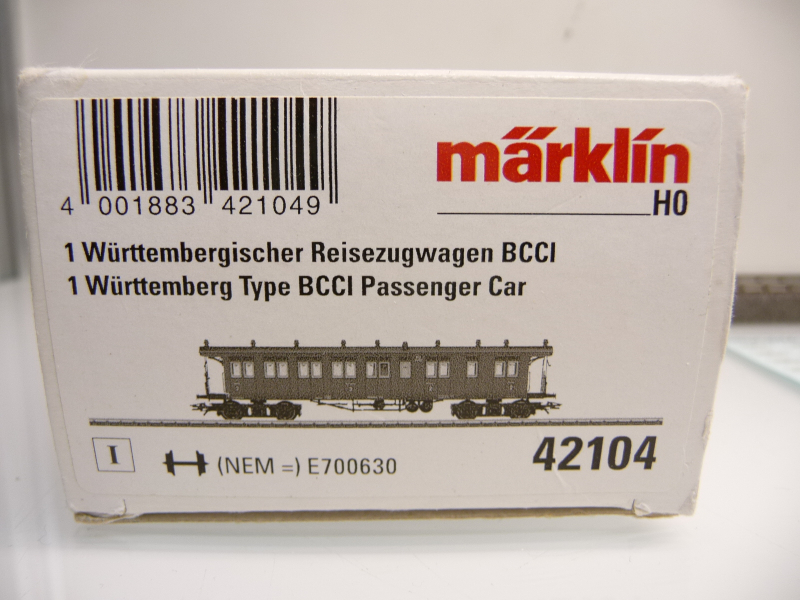 4 001883 421049
märklin
H0
1 Württembergischer Reisezugwagen BCCI
1 Württemberg Type BCCI Passenger Car
I
(NEM =) E700630
42104